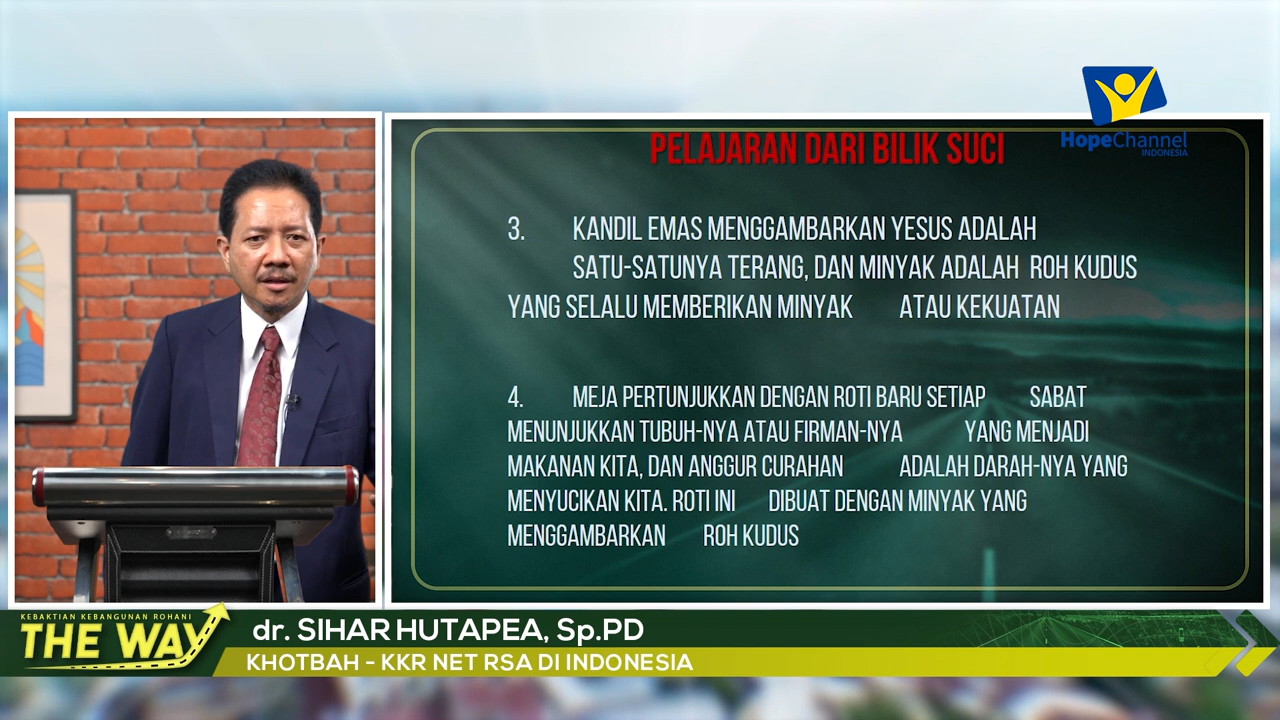 HopeChannel
INDONESIA
PELAJARAN DARI BILIK SUCI
3. KANDIL EMAS MENGGAMBARKAN YESUS ADALAH
SATU-SATUNYA TERANG, DAN MINYAK ADALAH ROH KUDUS
YANG SELALU MEMBERIKAN MINYAK ATAU KEKUATAN
4. MEJA PERTUNJUKKAN DENGAN ROTI BARU SETIAP SABAT
MENUNJUKKAN TUBUH-NYA ATAU FIRMAN-NYA YANG MENJADI
MAKANAN KITA, DAN ANGGUR CURAHAN ADALAH DARAH-NYA YANG
MENYUCIKAN KITA. ROTI INI DIBUAT DENGAN MINYAK YANG
MENGGAMBARKAN ROH KUDUS
KEBAKTIAN KEBANGUNAN ROHANI
THE WAY
dr. SIHAR HUTAPEA, Sp.PD
KHOTBAH – KKR NET RSA DI INDONESIA